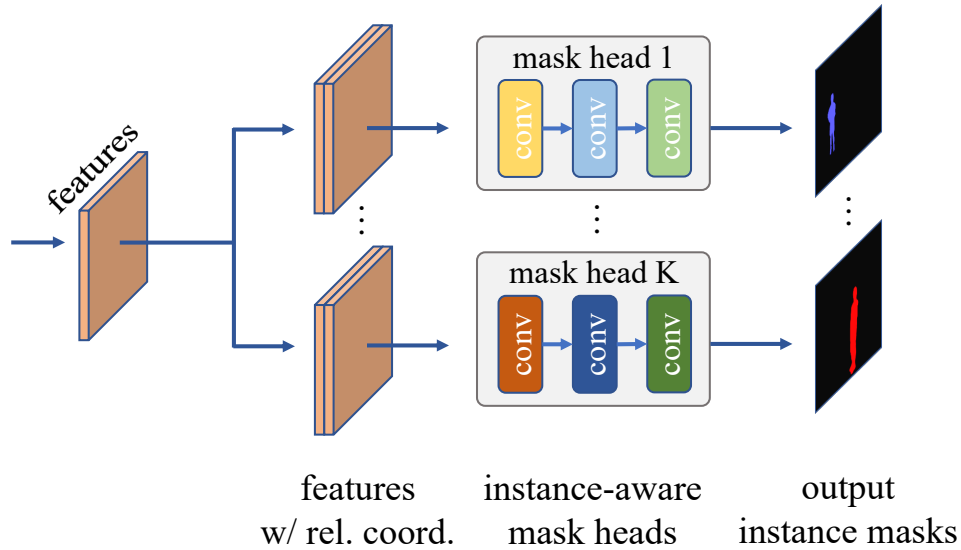 features
mask head 1
conv
conv
conv
mask head K
conv
conv
conv
features
w/ rel. coord.
instance-aware
mask heads
output
instance masks